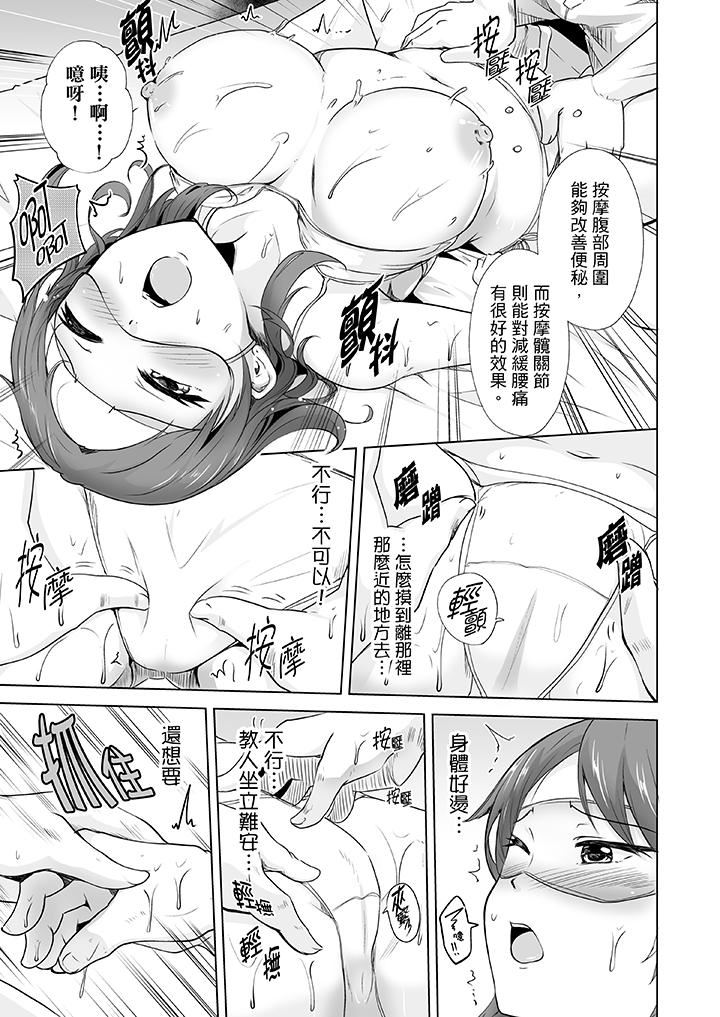 按壓
按壓
按摩腹部周圍
能夠改善便秘，
而按摩髖關節
則能對減緩腰痛
有很好的效果。
顫抖
咦…啊…！
噫呀！
顫抖
磨蹭
磨蹭
輕顫
…怎麼摸到離那裡
那麼近的地方去…
不行…不可以！
按摩
按摩
身體好燙…
按壓
按壓
不行…
教人坐立難安…
輕撫
輕撫
還想要
抓住